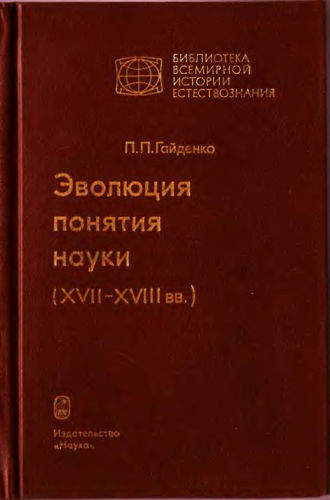 БИБЛИОТЕКА
ВСЕМИРНОЙ
ИСТОРИИ
ЕСТЕСТВОЗНАНИЯ
П.П.Гайденко
Эволюция
понятия
науки
(XVII–XVIII вв.)
Издательство
«Наука»